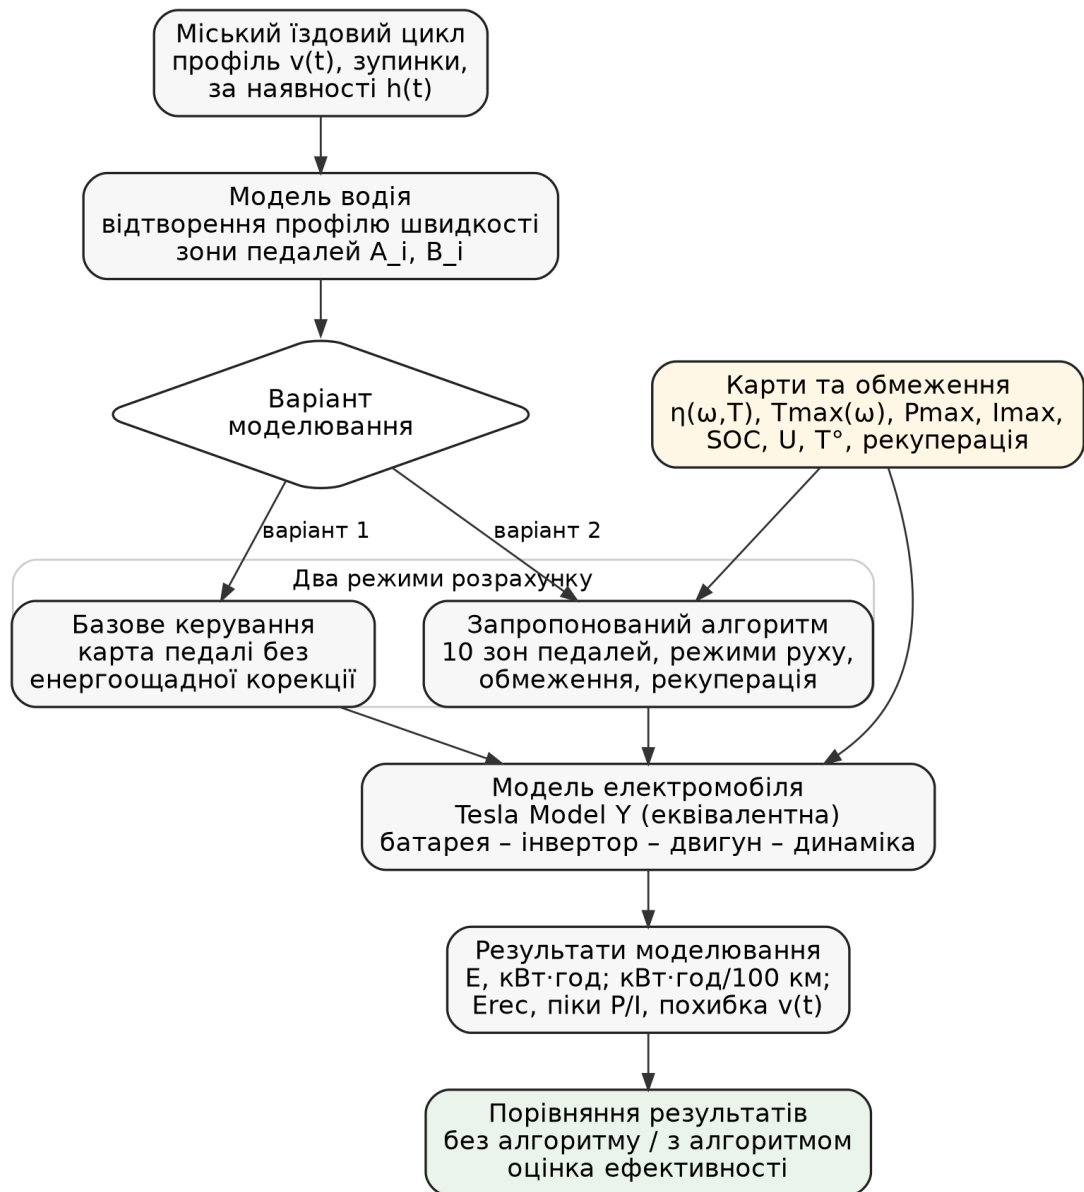 Міський їздовий цикл
профіль v(t), зупинки,
за наявності h(t)
Модель водія
відтворення профілю швидкості
зони педалей A_i, B_i
Варіант
моделювання
Карти та обмеження
η(ω,T), Tmax(ω), Pmax, Imax,
SOC, U, T°, рекуперація
варіант 1
варіант 2
Два режими розрахунку
Базове керування
карта педалі без
енергоощадної корекції
Запропонований алгоритм
10 зон педалей, режими руху,
обмеження, рекуперація
Модель електромобіля
Tesla Model Y (еквівалентна)
батарея – інвертор – двигун – динаміка
Результати моделювання
E, кВт·год; кВт·год/100 км;
Erec, піки P/I, похибка v(t)
Порівняння результатів
без алгоритму / з алгоритмом
оцінка ефективності